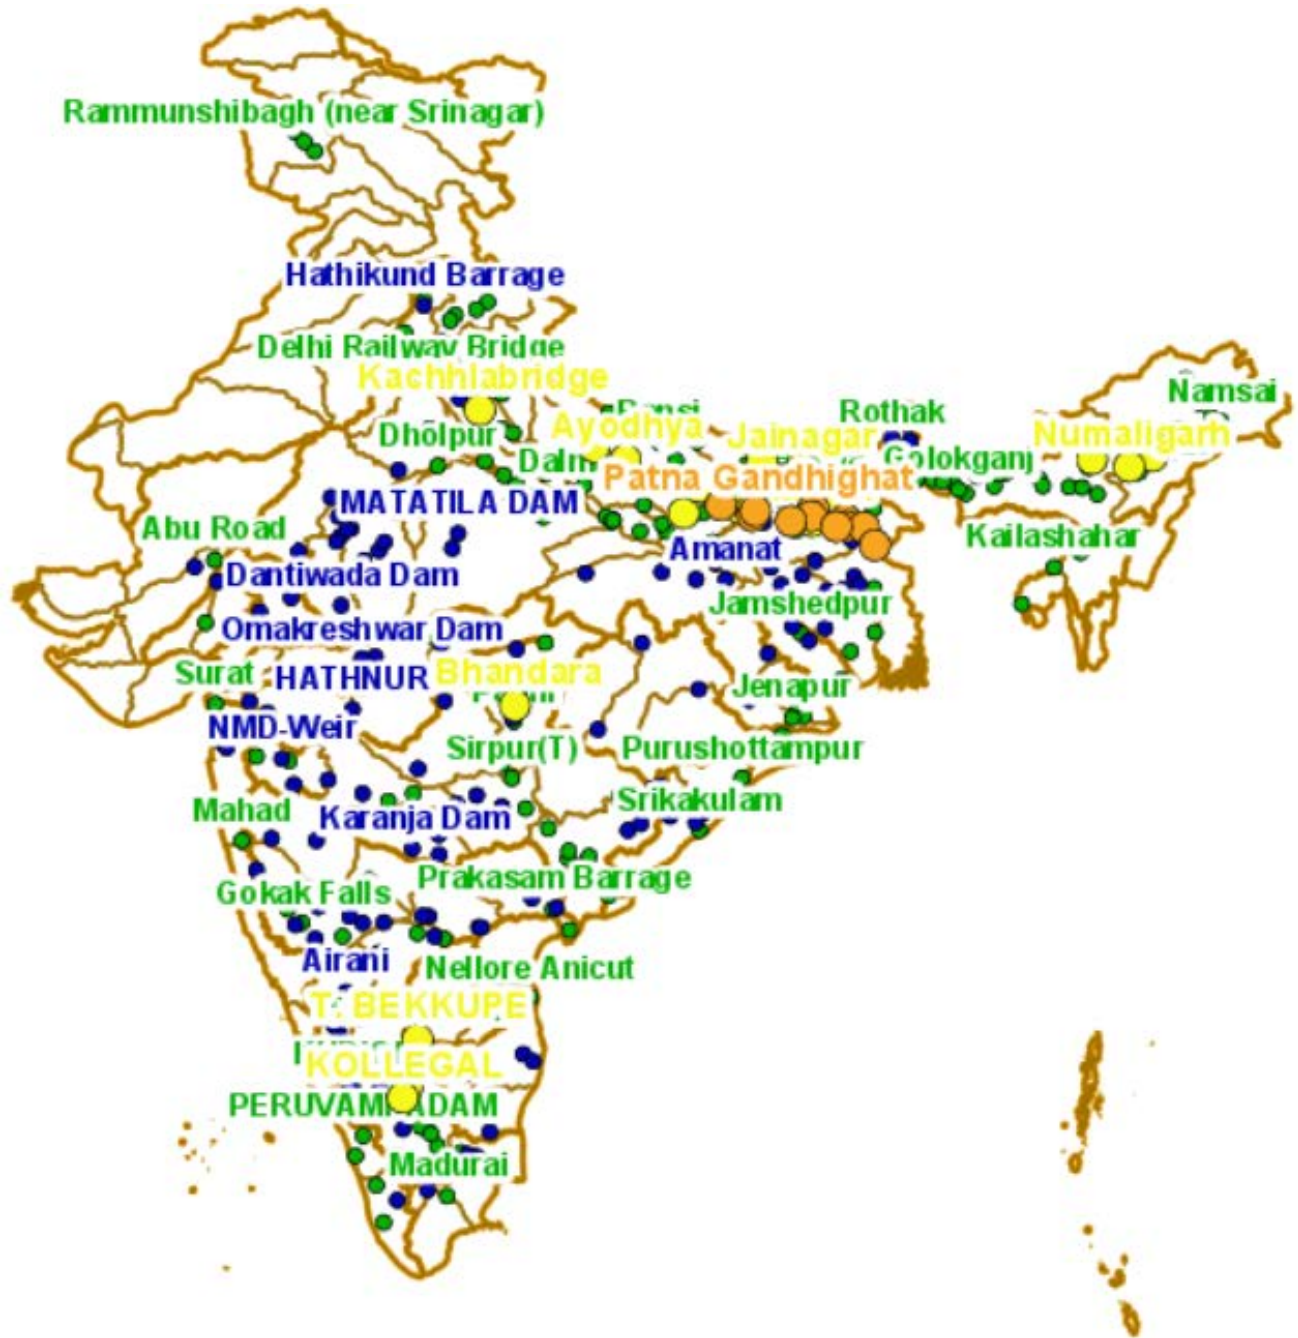 Rammunshibagh (near Srinagar)
Hathikund Barrage
Delhi Railway Bridge
Kachhlabridge
Namsai
Rothak
Ayodhya
Jainagar
Numaligarh
Dholpur
Golokganj
Patna Gandhighat
MATATILA DAM
Abu Road
Kailashahar
Amanat
Dantiwada Dam
Jamshedpur
Omakreshwar Dam
Surat
HATHNUR
Bhandara
Jenapur
NMD-Weir
Sirpur(T)
Purushottampur
Mahad
Karanja Dam
Srikakulam
Gokak Falls
Prakasam Barrage
Airani
Nellore Anicut
T. BEKKUPE
KOLLEGAL
Madurai